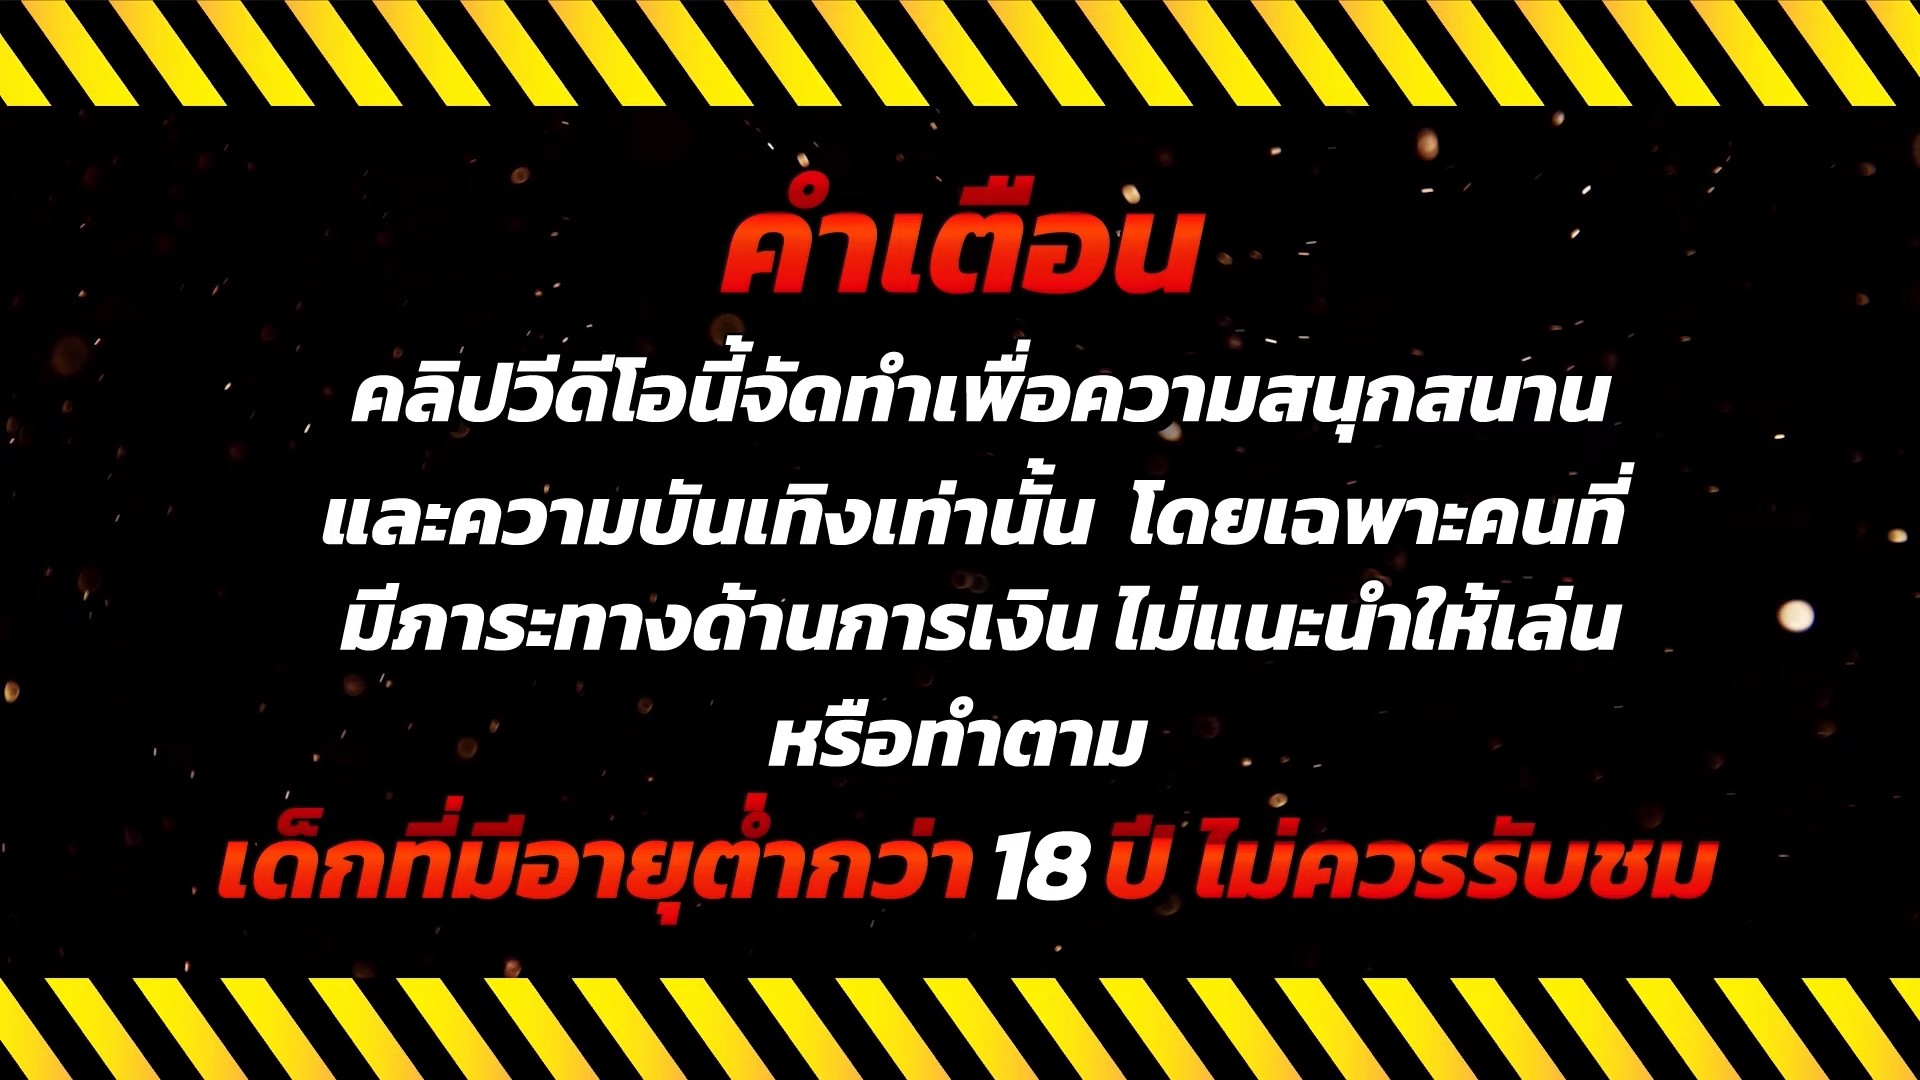 คำเตือน
คลิปวีดีโอนี้จัดทำเพื่อความสนุกสนาน
และความบันเทิงเท่านั้น โดยเฉพาะคนที่
มีภาระทางด้านการเงิน ไม่แนะนำให้เล่น
หรือทำตาม
เด็กที่มีอายุต่ำกว่า 18 ปี ไม่ควรรับชม